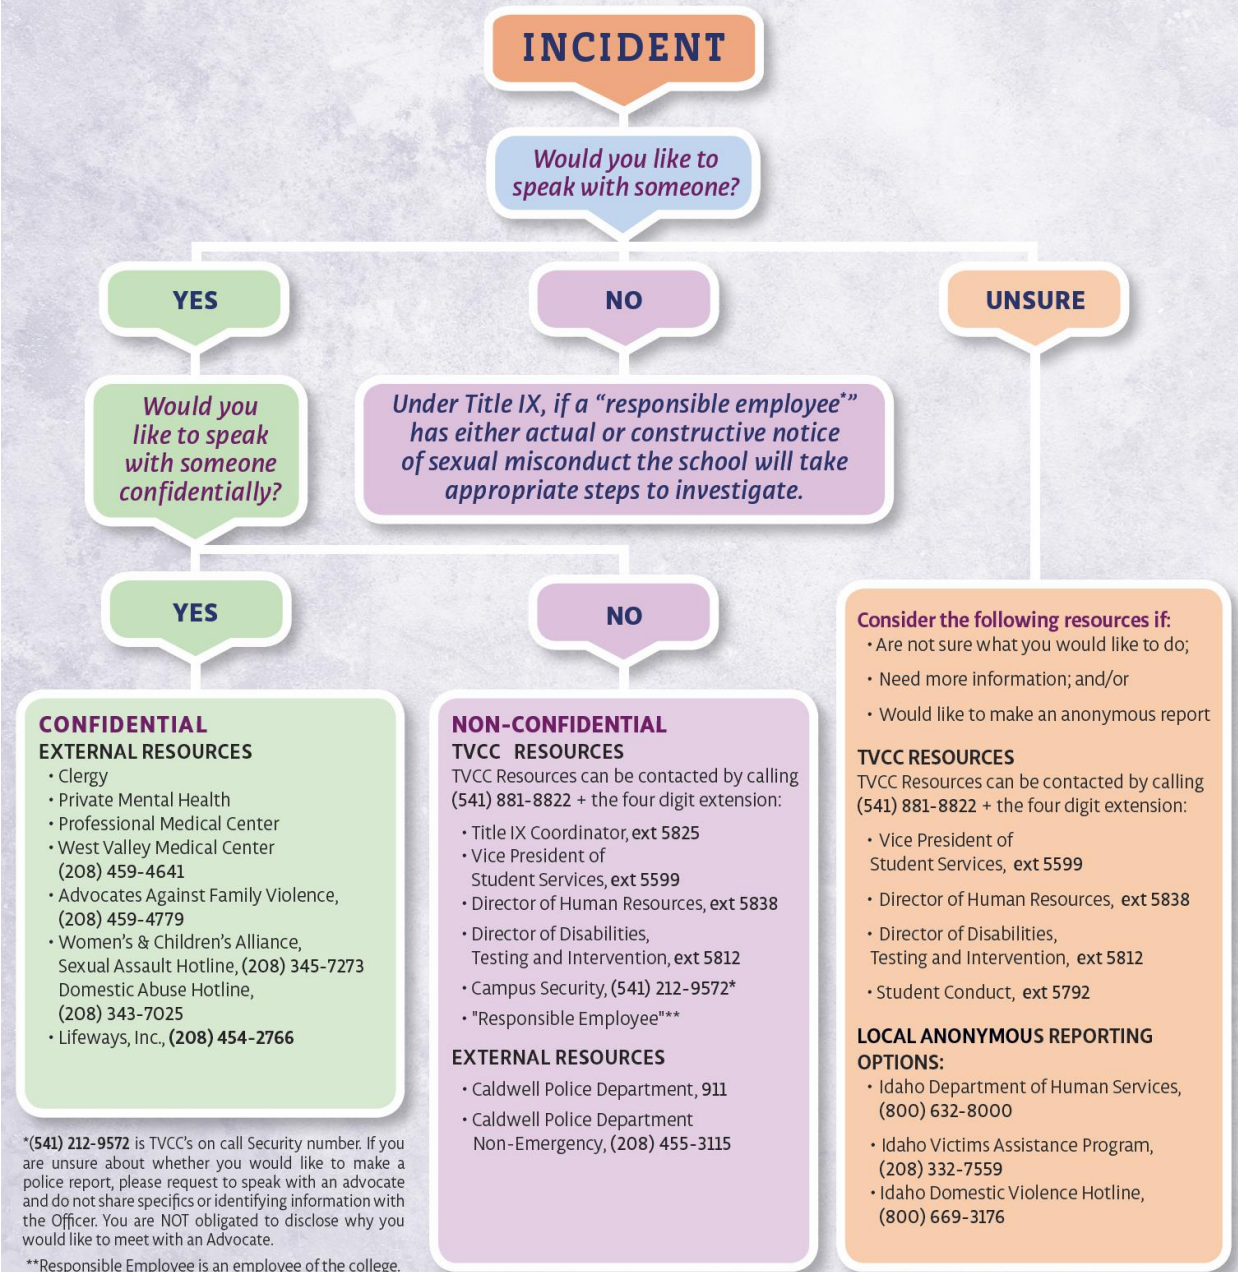 INCIDENT
Would you like to
speak with someone?
YES
NO
UNSURE
Would you
like to speak
with someone
confidentially?
Under Title IX, if a “responsible employee*”
has either actual or constructive notice
of sexual misconduct the school will take
appropriate steps to investigate.
YES
NO
CONFIDENTIAL
EXTERNAL RESOURCES
• Clergy
• Private Mental Health
• Professional Medical Center
• West Valley Medical Center
(208) 459-4641
• Advocates Against Family Violence,
(208) 459-4779
• Women’s & Children’s Alliance,
Sexual Assault Hotline, (208) 345-7273
Domestic Abuse Hotline,
(208) 343-7025
• Lifeways, Inc., (208) 454-2766
*(541) 212-9572 is TVCC’s on call Security number. If you
are unsure about whether you would like to make a
police report, please request to speak with an advocate
and do not share specifics or identifying information with
the Officer. You are NOT obligated to disclose why you
would like to meet with an Advocate.
**Responsible Employee is an employee of the college.
NON-CONFIDENTIAL
TVCC RESOURCES
TVCC Resources can be contacted by calling
(541) 881-8822 + the four digit extension:
• Title IX Coordinator, ext 5825
• Vice President of
Student Services, ext 5599
• Director of Human Resources, ext 5838
• Director of Disabilities,
Testing and Intervention, ext 5812
• Campus Security, (541) 212-9572*
• "Responsible Employee"**
EXTERNAL RESOURCES
• Caldwell Police Department, 911
• Caldwell Police Department
Non-Emergency, (208) 455-3115
Consider the following resources if:
• Are not sure what you would like to do;
• Need more information; and/or
• Would like to make an anonymous report
TVCC RESOURCES
TVCC Resources can be contacted by calling
(541) 881-8822 + the four digit extension:
• Vice President of
Student Services, ext 5599
• Director of Human Resources, ext 5838
• Director of Disabilities,
Testing and Intervention, ext 5812
• Student Conduct, ext 5792
LOCAL ANONYMOUS REPORTING
OPTIONS:
• Idaho Department of Human Services,
(800) 632-8000
• Idaho Victims Assistance Program,
(208) 332-7559
• Idaho Domestic Violence Hotline,
(800) 669-3176